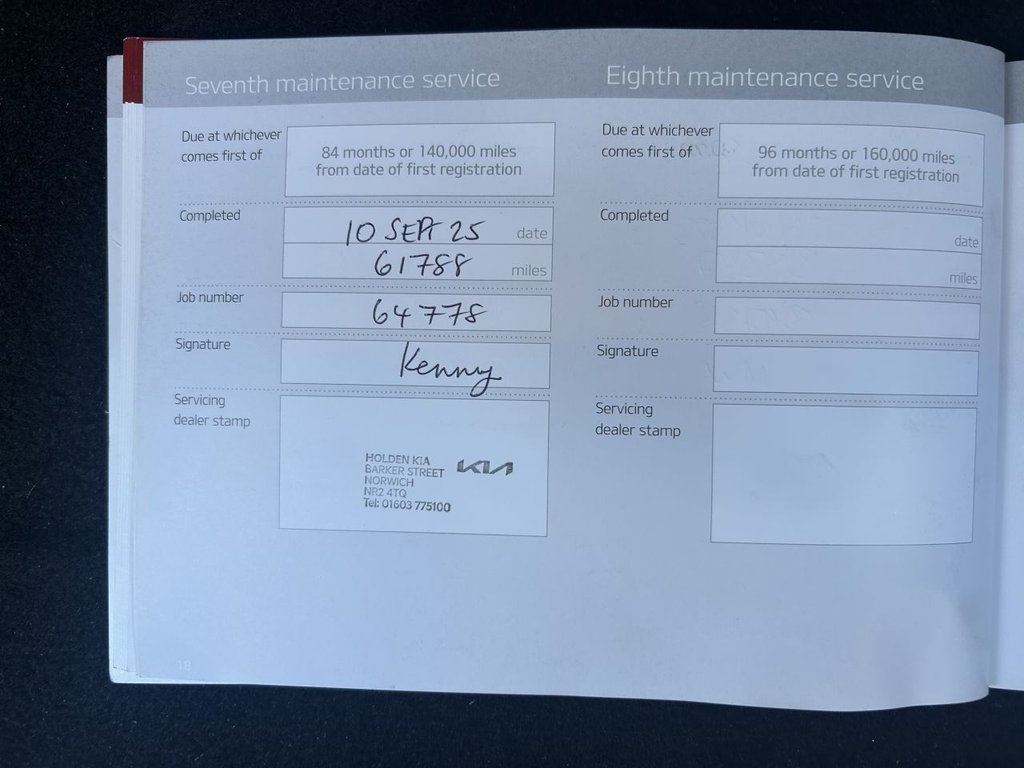 Seventh maintenance service
Due at whichever
comes first of
84 months or 140,000 miles
from date of first registration
Completed
10 SEPT 25 date
61788 miles
Job number
64778
Signature
Kenny
Servicing
dealer stamp
HOLDEN KIA
BARKER STREET
NORWICH
NR2 4TQ
Tel: 01603 775100
KIA
18
Eighth maintenance service
Due at whichever
comes first of
96 months or 160,000 miles
from date of first registration
Completed
date
miles
Job number
Signature
Servicing
dealer stamp